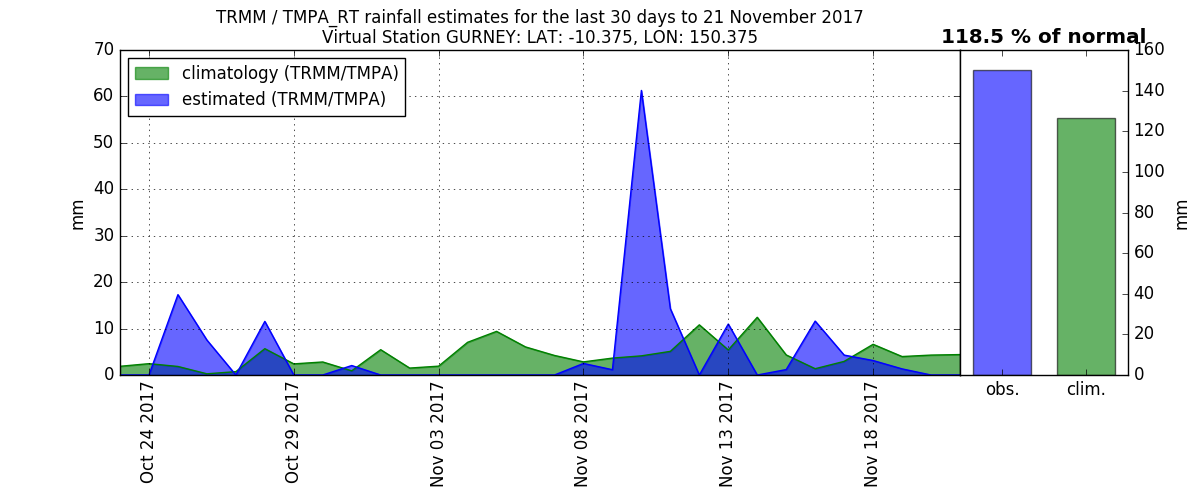 TRMM / TMPA_RT rainfall estimates for the last 30 days to 21 November 2017
Virtual Station GURNEY: LAT: -10.375, LON: 150.375
118.5 % of normal
climatology (TRMM/TMPA)
estimated (TRMM/TMPA)
70
60
50
40
30
20
10
0
mm
Oct 24 2017
Oct 29 2017
Nov 03 2017
Nov 08 2017
Nov 13 2017
Nov 18 2017
160
140
120
100
80
60
40
20
0
mm
obs.
clim.